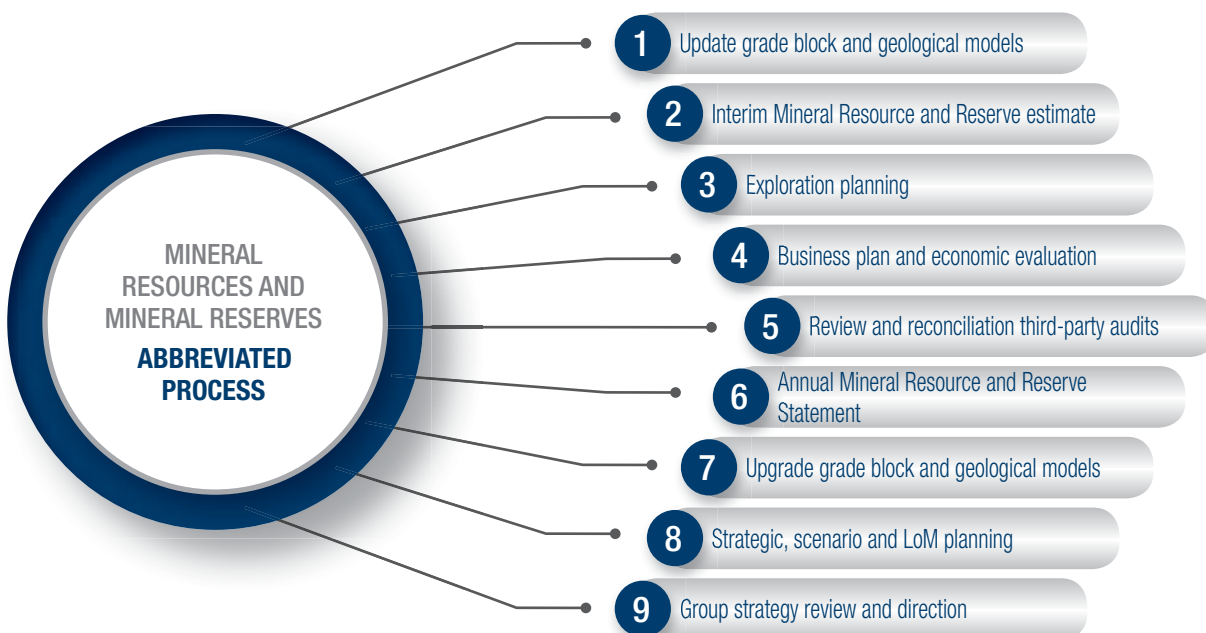 MINERAL
RESOURCES AND
MINERAL RESERVES
ABBREVIATED
PROCESS
1 Update grade block and geological models
2 Interim Mineral Resource and Reserve estimate
3 Exploration planning
4 Business plan and economic evaluation
5 Review and reconciliation third-party audits
6 Annual Mineral Resource and Reserve
Statement
7 Upgrade grade block and geological models
8 Strategic, scenario and LoM planning
9 Group strategy review and direction